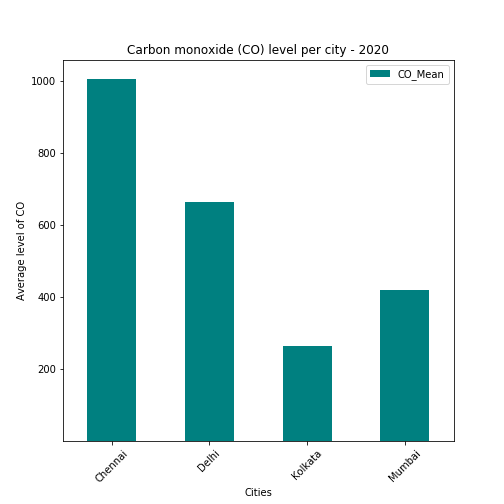 Carbon monoxide (CO) level per city - 2020
CO_Mean
1000
800
600
400
200
Average level of CO
Chennai
Delhi
Kolkata
Mumbai
Cities